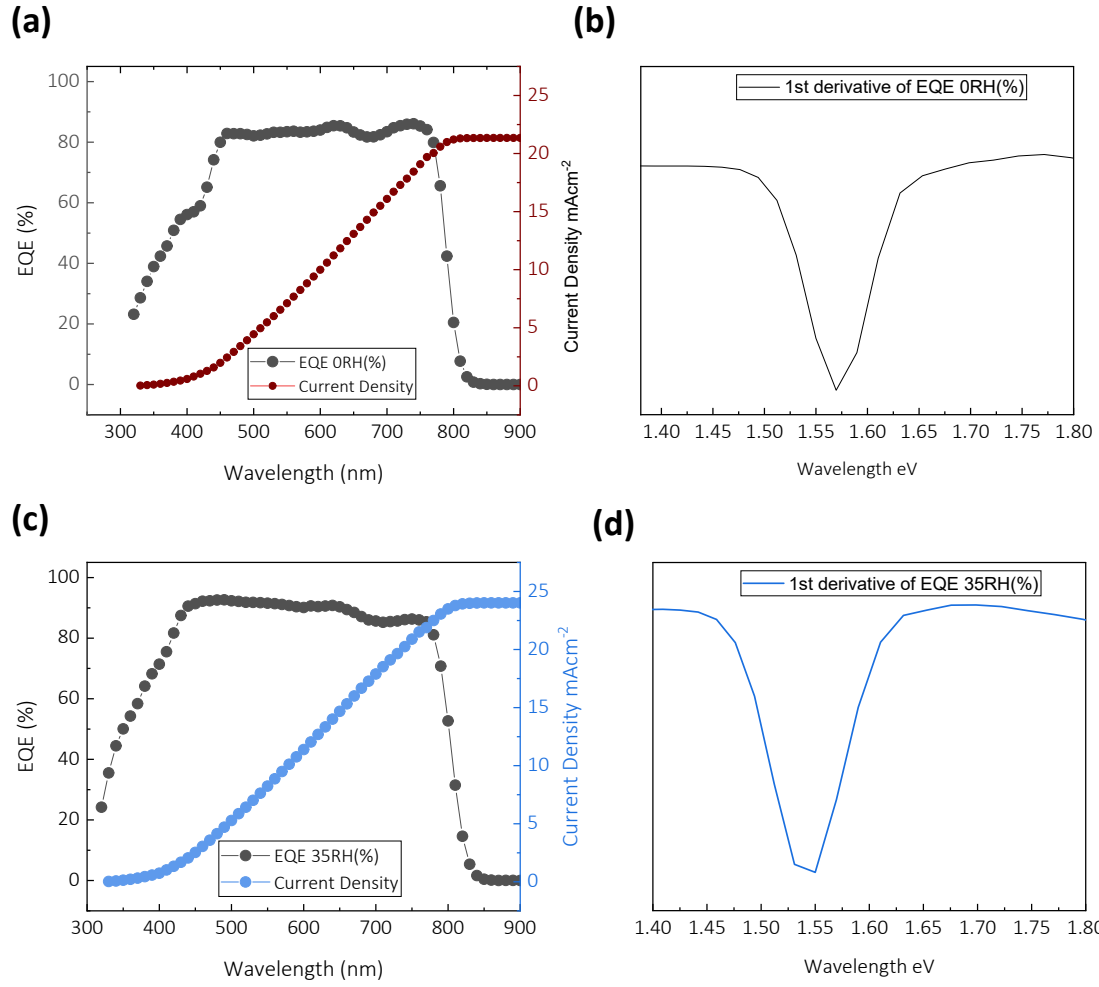 (a)
(b)
100
80
60
40
20
0
EQE (%)
25
20
15
10
5
0
Current Density mAcm-2
EQE 0RH(%)
Current Density
300 400 500 600 700 800 900
Wavelength (nm)
1st derivative of EQE 0RH(%)
1.40 1.45 1.50 1.55 1.60 1.65 1.70 1.75 1.80
Wavelength eV
(c)
(d)
100
80
60
40
20
0
EQE (%)
25
20
15
10
5
0
Current Density mAcm-2
EQE 35RH(%)
Current Density
300 400 500 600 700 800 900
Wavelength (nm)
1st derivative of EQE 35RH(%)
1.40 1.45 1.50 1.55 1.60 1.65 1.70 1.75 1.80
Wavelength eV